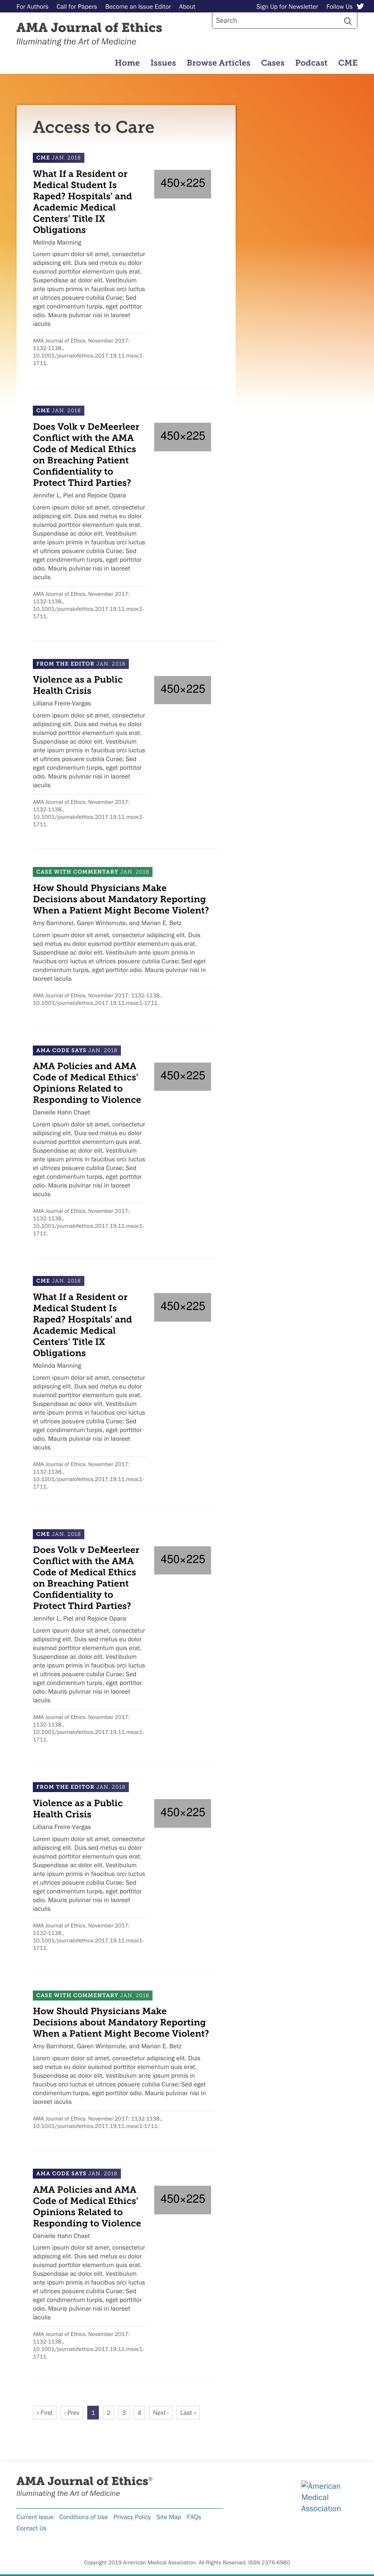 For Authors Call for Papers Become an Issue Editor About Sign Up for Newsletter Follow Us
AMA Journal of Ethics
Illuminating the Art of Medicine
Search
Home Issues Browse Articles Cases Podcast CME
Access to Care
CME JAN. 2018
What If a Resident or
Medical Student Is
Raped? Hospitals’ and
Academic Medical
Centers’ Title IX
Obligations
450×225
Melinda Manning
Lorem ipsum dolor sit amet, consectetur
adipiscing elit. Duis sed metus eu dolor
euismod porttitor elementum quis erat.
Suspendisse ac dolor elit. Vestibulum
ante ipsum primis in faucibus orci luctus
et ultrices posuere cubilia Curae; Sed
eget condimentum turpis, eget porttitor
odio. Mauris pulvinar nisi in laoreet
iaculis
AMA Journal of Ethics. November 2017:
1132-1138.,
10.1001/journalofethics.2017.19.11.msoc1-
1711.
CME JAN. 2018
Does Volk v DeMeerleer
Conflict with the AMA
Code of Medical Ethics
on Breaching Patient
Confidentiality to
Protect Third Parties?
450×225
Jennifer L. Piel and Rejoice Opara
Lorem ipsum dolor sit amet, consectetur
adipiscing elit. Duis sed metus eu dolor
euismod porttitor elementum quis erat.
Suspendisse ac dolor elit. Vestibulum
ante ipsum primis in faucibus orci luctus
et ultrices posuere cubilia Curae; Sed
eget condimentum turpis, eget porttitor
odio. Mauris pulvinar nisi in laoreet
iaculis
AMA Journal of Ethics. November 2017:
1132-1138.,
10.1001/journalofethics.2017.19.11.msoc1-
1711.
FROM THE EDITOR JAN. 2018
Violence as a Public
Health Crisis
450×225
Lilliana Freire-Vargas
Lorem ipsum dolor sit amet, consectetur
adipiscing elit. Duis sed metus eu dolor
euismod porttitor elementum quis erat.
Suspendisse ac dolor elit. Vestibulum
ante ipsum primis in faucibus orci luctus
et ultrices posuere cubilia Curae; Sed
eget condimentum turpis, eget porttitor
odio. Mauris pulvinar nisi in laoreet
iaculis
AMA Journal of Ethics. November 2017:
1132-1138.,
10.1001/journalofethics.2017.19.11.msoc1-
1711.
CASE WITH COMMENTARY JAN. 2018
How Should Physicians Make
Decisions about Mandatory Reporting
When a Patient Might Become Violent?
Amy Barnhorst, Garen Wintemute, and Marian E. Betz
Lorem ipsum dolor sit amet, consectetur adipiscing elit. Duis
sed metus eu dolor euismod porttitor elementum quis erat.
Suspendisse ac dolor elit. Vestibulum ante ipsum primis in
faucibus orci luctus et ultrices posuere cubilia Curae; Sed eget
condimentum turpis, eget porttitor odio. Mauris pulvinar nisi in
laoreet iaculis
AMA Journal of Ethics. November 2017: 1132-1138.,
10.1001/journalofethics.2017.19.11.msoc1-1711.
AMA CODE SAYS JAN. 2018
AMA Policies and AMA
Code of Medical Ethics’
Opinions Related to
Responding to Violence
450×225
Danielle Hahn Chaet
Lorem ipsum dolor sit amet, consectetur
adipiscing elit. Duis sed metus eu dolor
euismod porttitor elementum quis erat.
Suspendisse ac dolor elit. Vestibulum
ante ipsum primis in faucibus orci luctus
et ultrices posuere cubilia Curae; Sed
eget condimentum turpis, eget porttitor
odio. Mauris pulvinar nisi in laoreet
iaculis
AMA Journal of Ethics. November 2017:
1132-1138.,
10.1001/journalofethics.2017.19.11.msoc1-
1711.
CME JAN. 2018
What If a Resident or
Medical Student Is
Raped? Hospitals’ and
Academic Medical
Centers’ Title IX
Obligations
450×225
Melinda Manning
Lorem ipsum dolor sit amet, consectetur
adipiscing elit. Duis sed metus eu dolor
euismod porttitor elementum quis erat.
Suspendisse ac dolor elit. Vestibulum
ante ipsum primis in faucibus orci luctus
et ultrices posuere cubilia Curae; Sed
eget condimentum turpis, eget porttitor
odio. Mauris pulvinar nisi in laoreet
iaculis
AMA Journal of Ethics. November 2017:
1132-1138.,
10.1001/journalofethics.2017.19.11.msoc1-
1711.
CME JAN. 2018
Does Volk v DeMeerleer
Conflict with the AMA
Code of Medical Ethics
on Breaching Patient
Confidentiality to
Protect Third Parties?
450×225
Jennifer L. Piel and Rejoice Opara
Lorem ipsum dolor sit amet, consectetur
adipiscing elit. Duis sed metus eu dolor
euismod porttitor elementum quis erat.
Suspendisse ac dolor elit. Vestibulum
ante ipsum primis in faucibus orci luctus
et ultrices posuere cubilia Curae; Sed
eget condimentum turpis, eget porttitor
odio. Mauris pulvinar nisi in laoreet
iaculis
AMA Journal of Ethics. November 2017:
1132-1138.,
10.1001/journalofethics.2017.19.11.msoc1-
1711.
FROM THE EDITOR JAN. 2018
Violence as a Public
Health Crisis
450×225
Lilliana Freire-Vargas
Lorem ipsum dolor sit amet, consectetur
adipiscing elit. Duis sed metus eu dolor
euismod porttitor elementum quis erat.
Suspendisse ac dolor elit. Vestibulum
ante ipsum primis in faucibus orci luctus
et ultrices posuere cubilia Curae; Sed
eget condimentum turpis, eget porttitor
odio. Mauris pulvinar nisi in laoreet
iaculis
AMA Journal of Ethics. November 2017:
1132-1138.,
10.1001/journalofethics.2017.19.11.msoc1-
1711.
CASE WITH COMMENTARY JAN. 2018
How Should Physicians Make
Decisions about Mandatory Reporting
When a Patient Might Become Violent?
Amy Barnhorst, Garen Wintemute, and Marian E. Betz
Lorem ipsum dolor sit amet, consectetur adipiscing elit. Duis
sed metus eu dolor euismod porttitor elementum quis erat.
Suspendisse ac dolor elit. Vestibulum ante ipsum primis in
faucibus orci luctus et ultrices posuere cubilia Curae; Sed eget
condimentum turpis, eget porttitor odio. Mauris pulvinar nisi in
laoreet iaculis
AMA Journal of Ethics. November 2017: 1132-1138.,
10.1001/journalofethics.2017.19.11.msoc1-1711.
AMA CODE SAYS JAN. 2018
AMA Policies and AMA
Code of Medical Ethics’
Opinions Related to
Responding to Violence
450×225
Danielle Hahn Chaet
Lorem ipsum dolor sit amet, consectetur
adipiscing elit. Duis sed metus eu dolor
euismod porttitor elementum quis erat.
Suspendisse ac dolor elit. Vestibulum
ante ipsum primis in faucibus orci luctus
et ultrices posuere cubilia Curae; Sed
eget condimentum turpis, eget porttitor
odio. Mauris pulvinar nisi in laoreet
iaculis
AMA Journal of Ethics. November 2017:
1132-1138.,
10.1001/journalofethics.2017.19.11.msoc1-
1711.
« First ‹ Prev 1 2 3 4 Next › Last »
AMA Journal of Ethics®
Illuminating the Art of Medicine
American
Medical
Association
Current Issue Conditions of Use Privacy Policy Site Map FAQs
Contact Us
Copyright 2019 American Medical Association. All Rights Reserved. ISSN 2376-6980